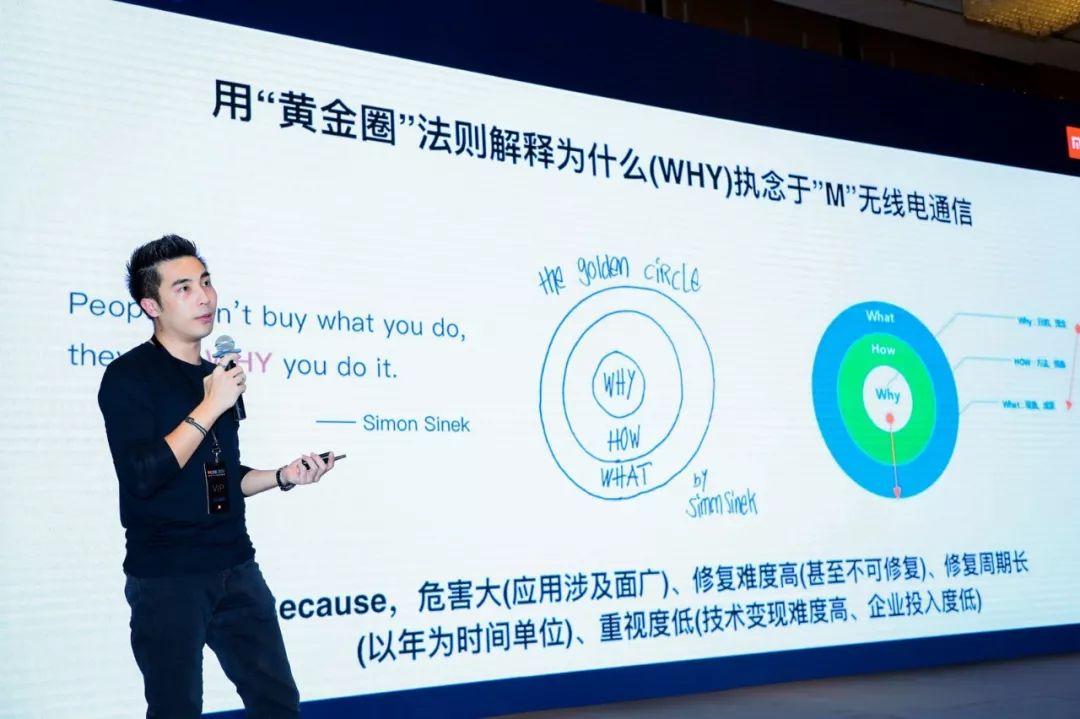 用“黄金圈”法则解释为什么(WHY)执念于”M”无线电通信
n't buy what you do,
WHY you do it.
—— Simon Sinek
the golden circle
WHY
HOW
WHAT
by
Simon Sinek
What
How
Why
VIP
ecause，危害大(应用涉及面广)、修复难度高(甚至不可修复)、修复周期长
(以年为时间单位)、重视度低(技术变现难度高、企业投入度低)